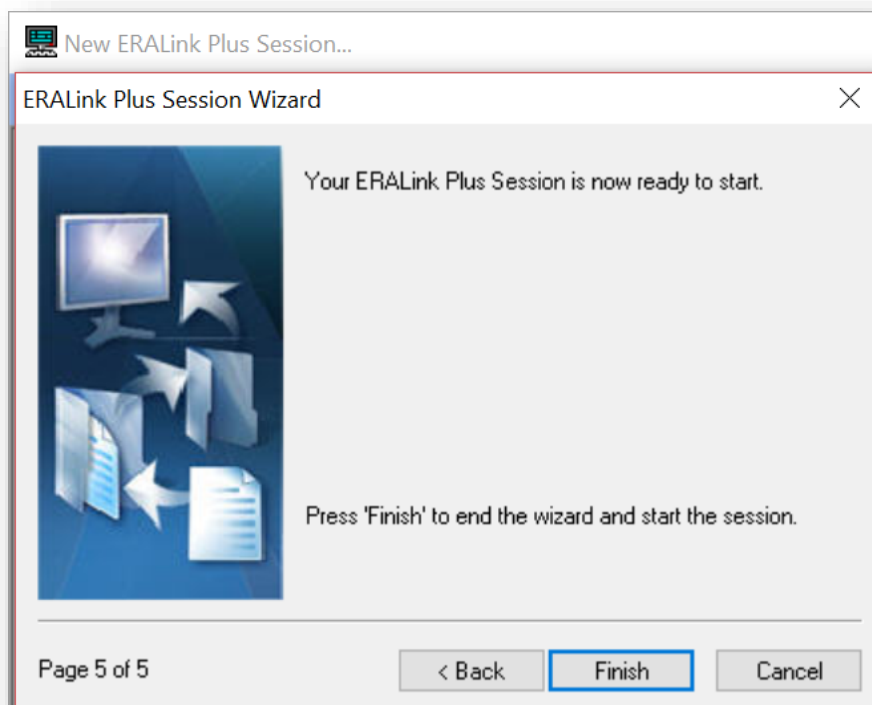 New ERALink Plus Session...
ERALink Plus Session Wizard
Your ERALink Plus Session is now ready to start.
Press 'Finish' to end the wizard and start the session.
Page 5 of 5
< Back
Finish
Cancel